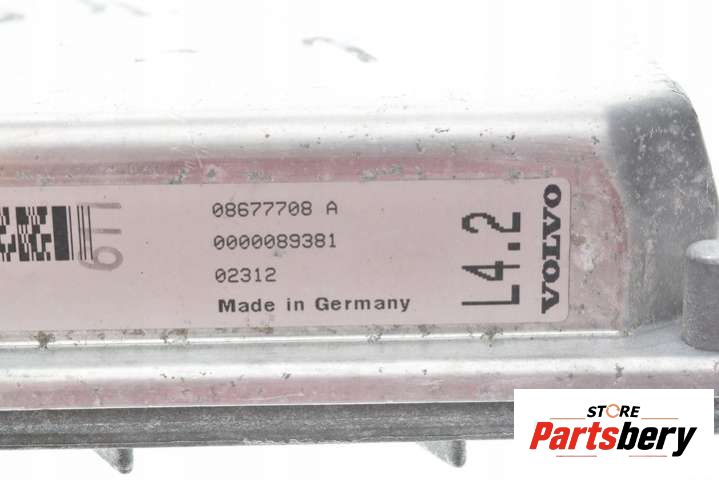 08677708 A
0000089381
02312
Made in Germany
L4.2
VOLVO
STORE
Partsbery